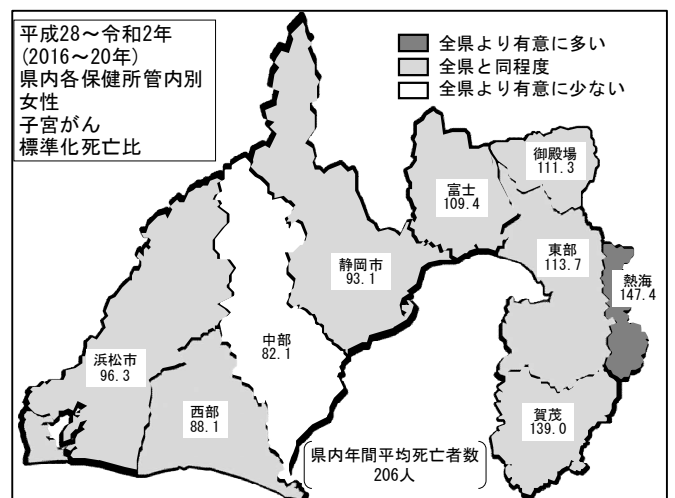 平成28～令和2年
(2016～20年)
県内各保健所管内別
女性
子宮がん
標準化死亡比
全県より有意に多い
全県と同程度
全県より有意に少ない
御殿場
111.3
富士
109.4
東部
113.7
熱海
147.4
静岡市
93.1
中部
82.1
浜松市
96.3
西部
88.1
賀茂
139.0
県内年間平均死亡者数
206人